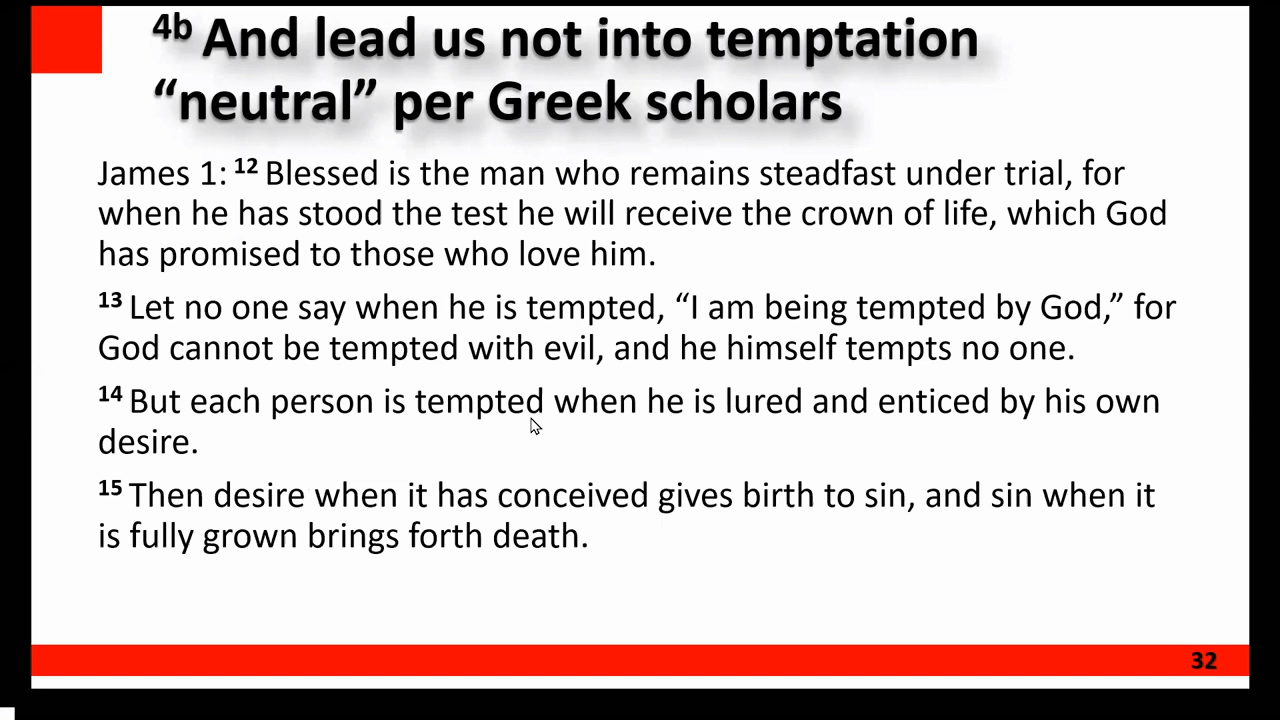 4b And lead us not into temptation
“neutral” per Greek scholars
James 1: 12 Blessed is the man who remains steadfast under trial, for
when he has stood the test he will receive the crown of life, which God
has promised to those who love him.
13 Let no one say when he is tempted, “I am being tempted by God,” for
God cannot be tempted with evil, and he himself tempts no one.
14 But each person is tempted when he is lured and enticed by his own
desire.
15 Then desire when it has conceived gives birth to sin, and sin when it
is fully grown brings forth death.
32